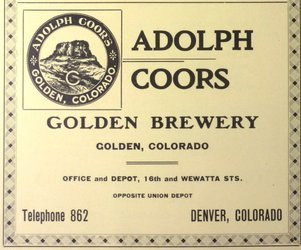 ADOLPH COORS
GOLDEN, COLORADO
G
ADOLPH
COORS
GOLDEN BREWERY
GOLDEN, COLORADO
OFFICE and DEPOT, 16th and WEWATTA STS.
OPPOSITE UNION DEPOT
Telephone 862
DENVER, COLORADO